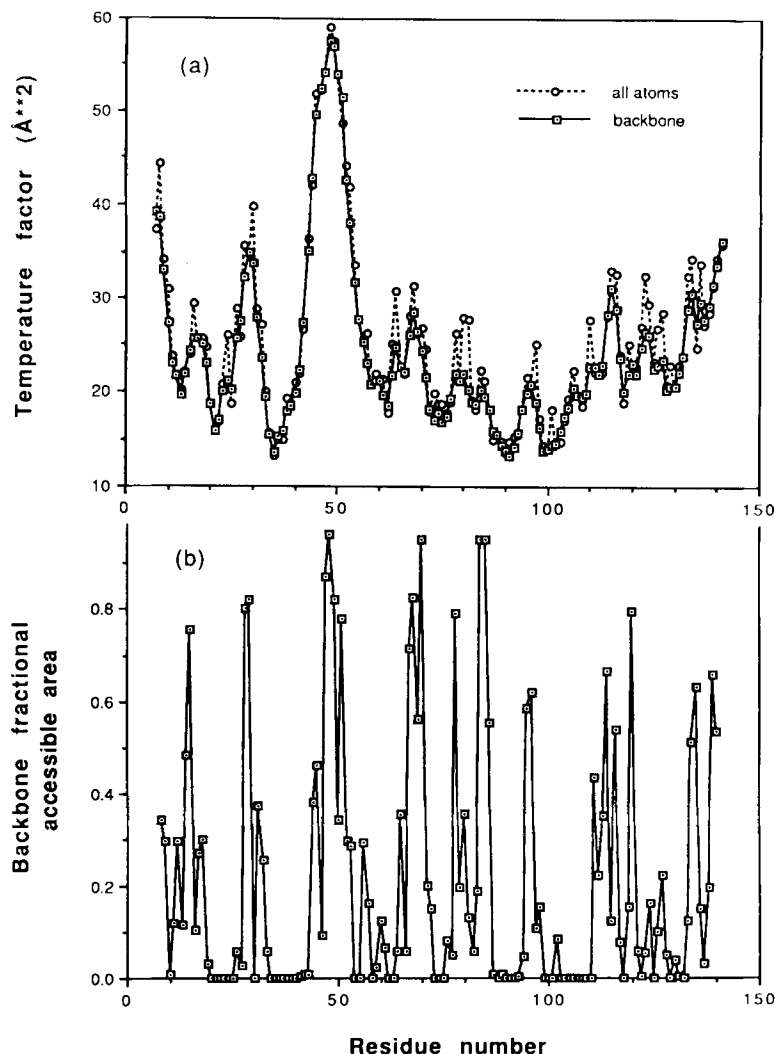 (a)
all atoms
backbone
Temperature factor (Å**2)
60
50
40
30
20
10
0
50
100
150
(b)
Backbone fractional
accessible area
0.8
0.6
0.4
0.2
0.0
0
50
100
150
Residue number